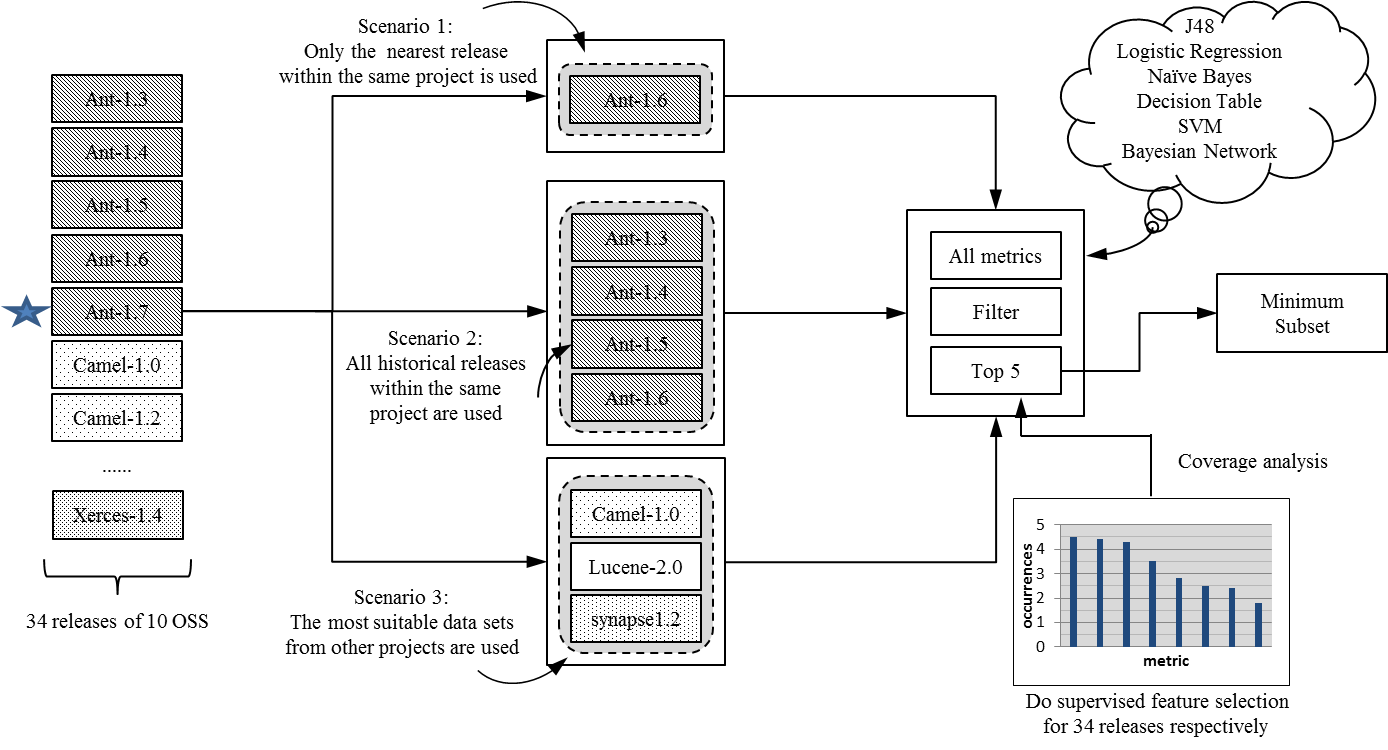 Ant-1.3
Ant-1.4
Ant-1.5
Ant-1.6
Ant-1.7
Camel-1.0
Camel-1.2
......
Xerces-1.4
34 releases of 10 OSS
Scenario 1:
Only the nearest release
within the same project is used
Ant-1.6
Scenario 2:
All historical releases
within the same
project are used
Ant-1.3
Ant-1.4
Ant-1.5
Ant-1.6
Scenario 3:
The most suitable data sets
from other projects are used
Camel-1.0
Lucene-2.0
synapse1.2
J48
Logistic Regression
Naïve Bayes
Decision Table
SVM
Bayesian Network
All metrics
Filter
Top 5
Minimum
Subset
Coverage analysis
5
4
3
2
1
0
occurrences
metric
Do supervised feature selection
for 34 releases respectively